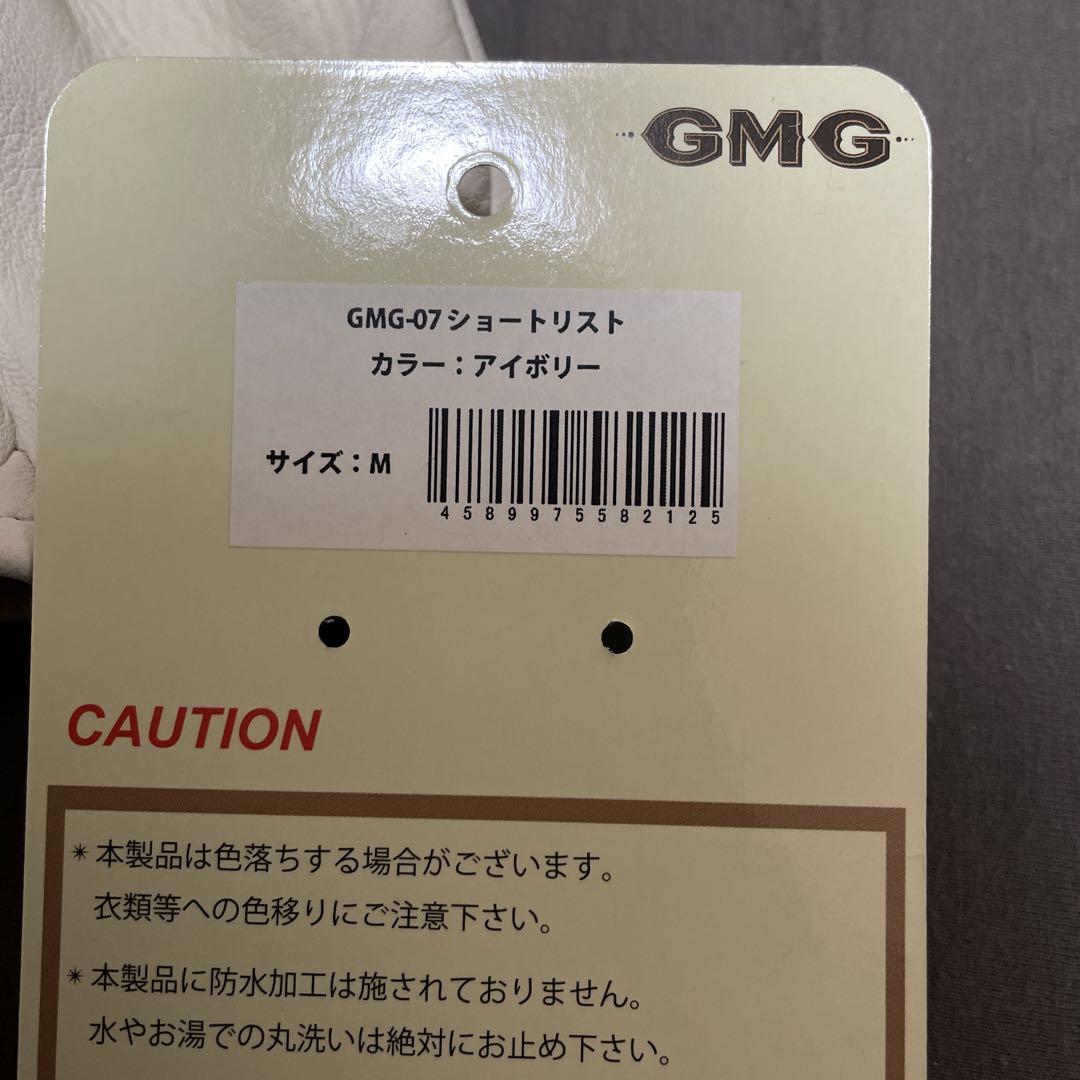 GMG
GMG-07 ショートリスト
カラー：アイボリー
サイズ：M
4589975582125
CAUTION
＊本製品は色落ちする場合がございます。
衣類等への色移りにご注意下さい。
＊本製品に防水加工は施されておりません。
水やお湯での丸洗いは絶対にお止め下さい。